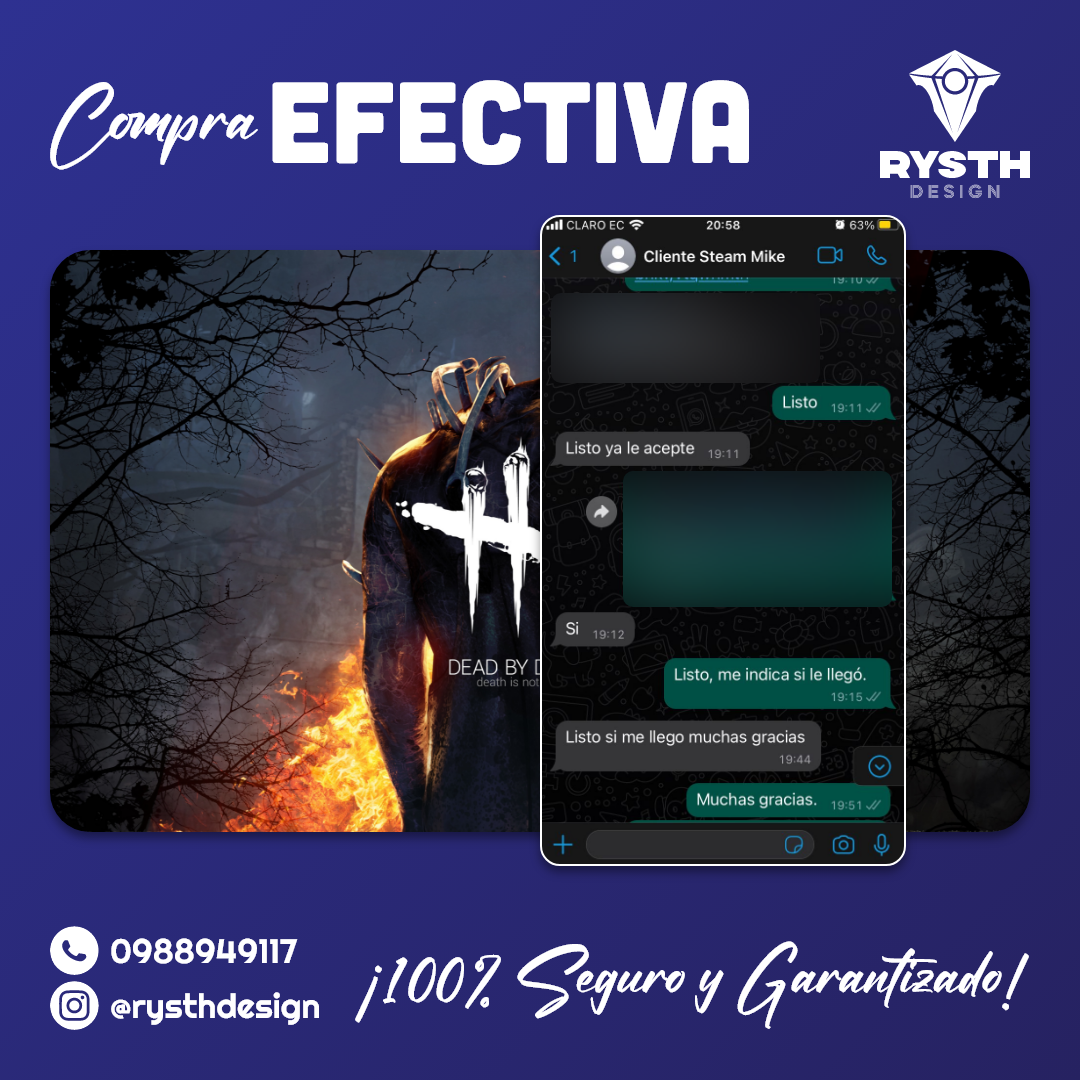 Compra EFECTIVA
RYSTH
DESIGN
CLARO EC 20:58 63%
1 Cliente Steam Mike
19:10
Listo 19:11
Listo ya le acepte 19:11
Si 19:12
Listo, me indica si le llegó.
19:15
Listo si me llego muchas gracias
19:44
Muchas gracias. 19:51
DEAD BY D
death is not
0988949117
@rysthdesign
¡100% Seguro y Garantizado!